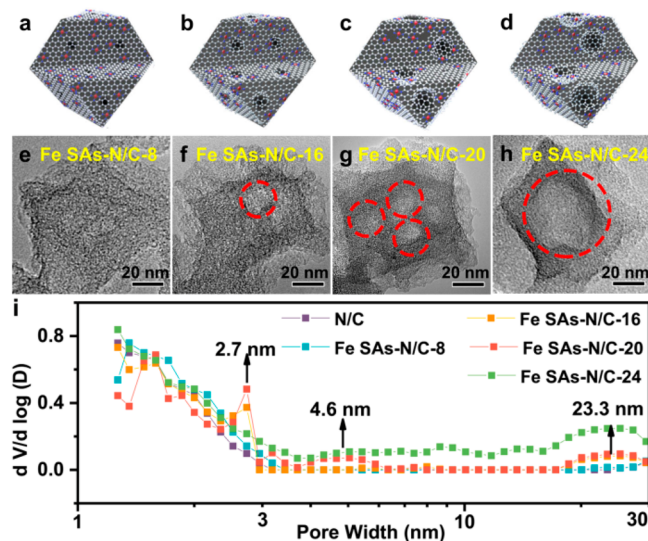 a b c d
e Fe SAs-N/C-8 f Fe SAs-N/C-16 g Fe SAs-N/C-20 h Fe SAs-N/C-24
20 nm 20 nm 20 nm 20 nm
i
N/C Fe SAs-N/C-16
Fe SAs-N/C-8 Fe SAs-N/C-20
Fe SAs-N/C-24
2.7 nm
4.6 nm
23.3 nm
d V/d log (D)
0.8
0.4
0.0
1 3 10 30
Pore Width (nm)